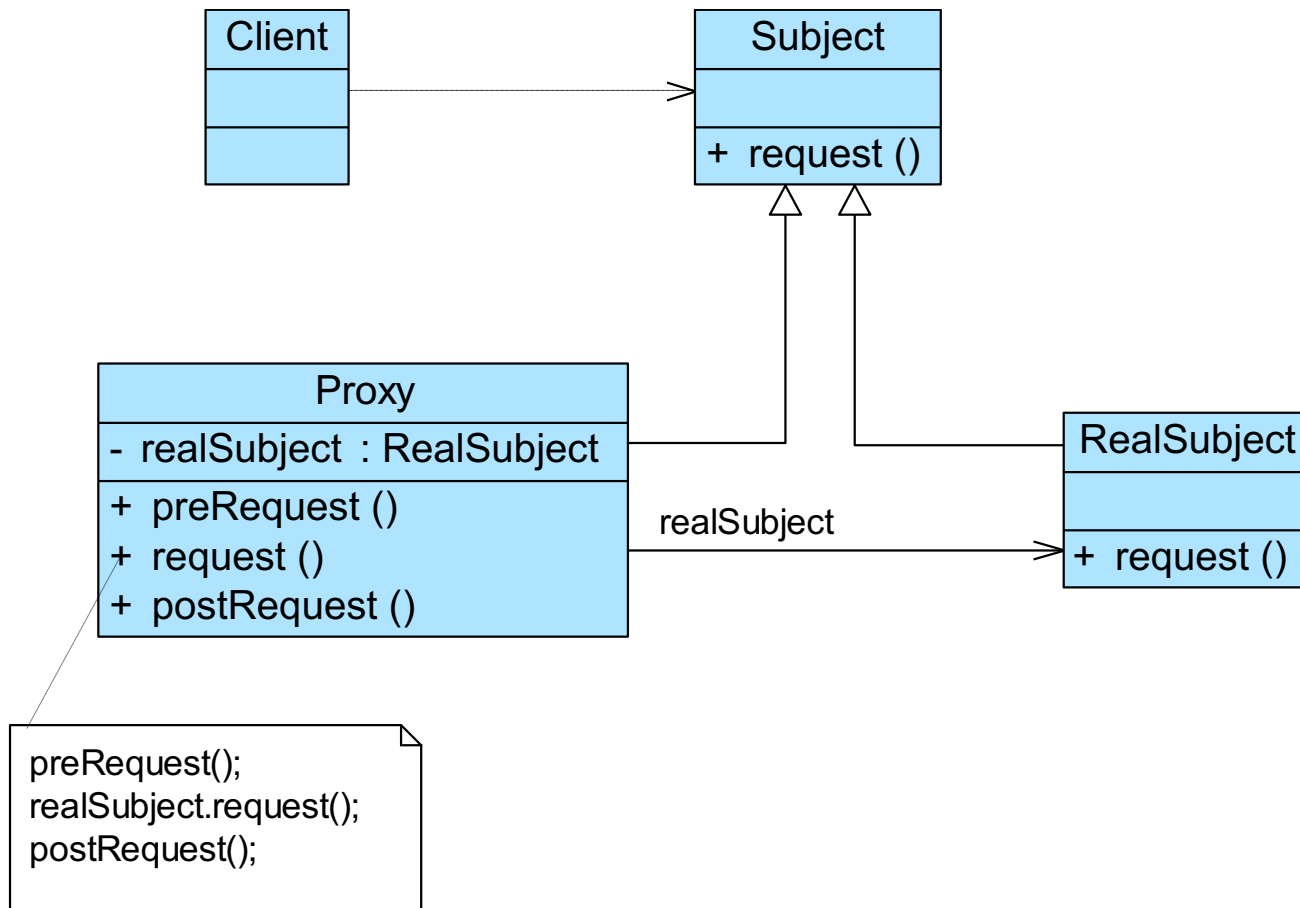 Client
Subject
+ request ()
Proxy
- realSubject : RealSubject
+ preRequest ()
+ request ()
+ postRequest ()
realSubject
RealSubject
+ request ()
preRequest();
realSubject.request();
postRequest();